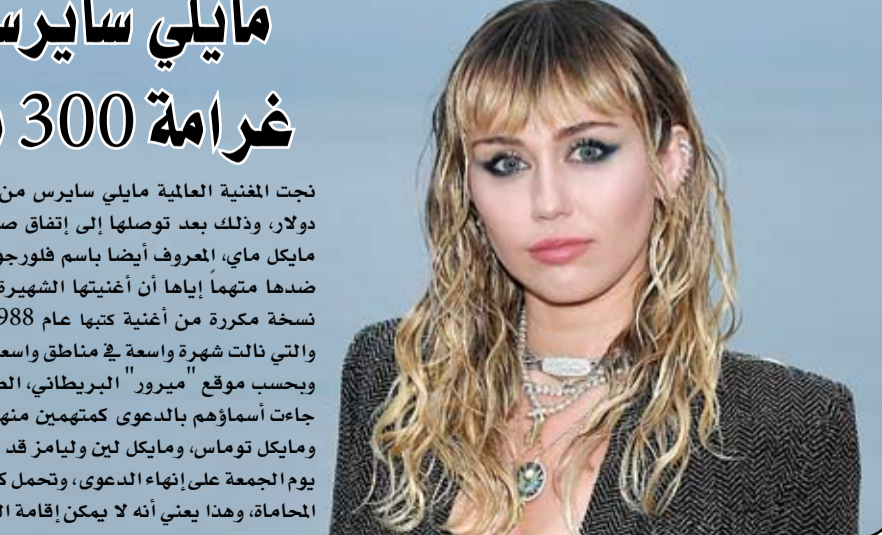 مايلي سايرس
غرامة 300
نجت المغنية العالمية مايلي سايرس من
دولار، وذلك بعد توصلها إلى إتفاق
مايكل ماي، المعروف أيضا باسم
ضدها متهماً إياها أن أغنيتها الشهيرة
نسخة مكررة من أغنية كتبها عام 1988
والتي نالت شهرة واسعة في مناطق واسعة
وبحسب موقع "ميرور" البريطاني،
جاءت أسماؤهم بالدعوى كمتهمين
ومايكل توماس، ومايكل لين وليامز قد
يوم الجمعة على إنهاء الدعوى، وتحمل
المحاماة، وهذا يعني أنه لا يمكن إقامة